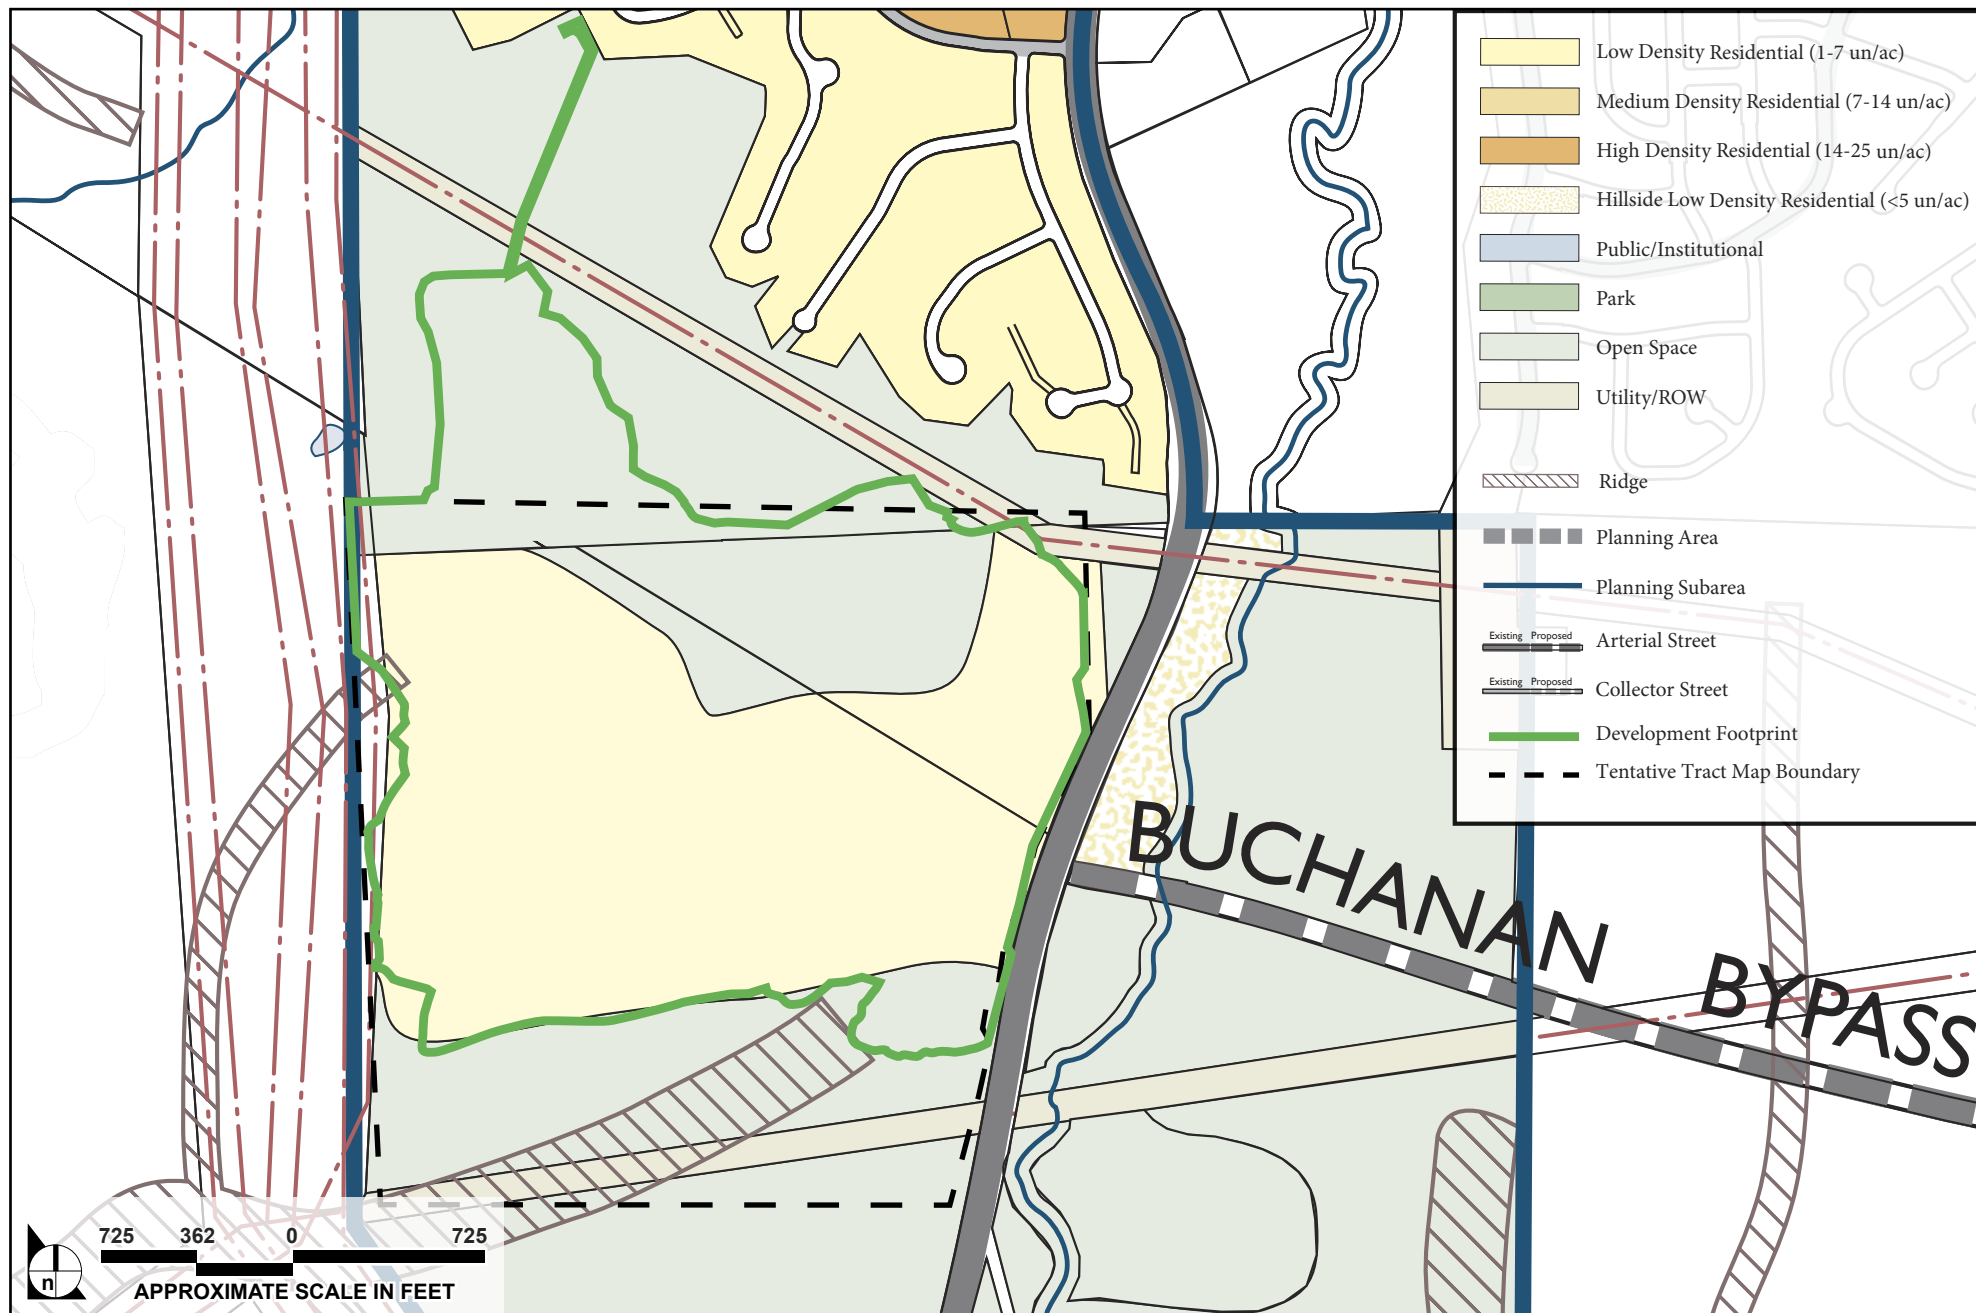 Low Density Residential (1-7 un/ac)
Medium Density Residential (7-14 un/ac)
High Density Residential (14-25 un/ac)
Hillside Low Density Residential (<5 un/ac)
Public/Institutional
Park
Open Space
Utility/ROW
Ridge
Planning Area
Planning Subarea
Existing Proposed
Arterial Street
Existing Proposed
Collector Street
Development Footprint
Tentative Tract Map Boundary
BUCHANAN BYPASS
725 362 0 725
n
APPROXIMATE SCALE IN FEET